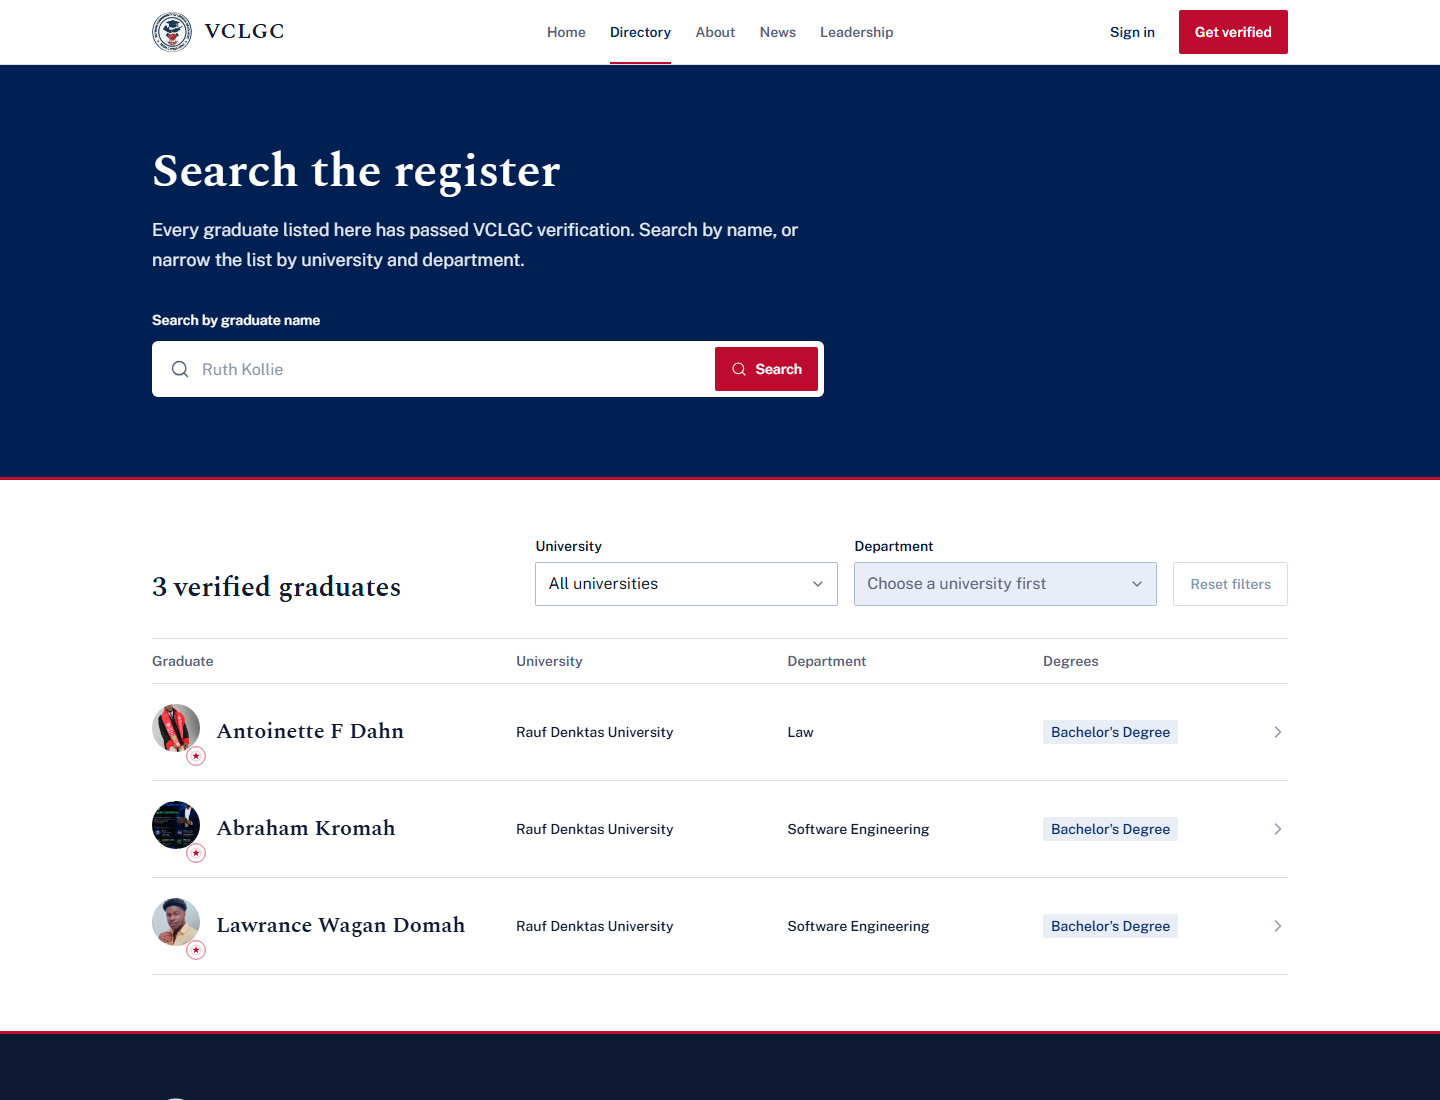 VCLGC
Home
Directory
About
News
Leadership
Sign in
Get verified
Search the register
Every graduate listed here has passed VCLGC verification. Search by name, or
narrow the list by university and department.
Search by graduate name
Ruth Kollie
Search
3 verified graduates
University
All universities
Department
Choose a university first
Reset filters
Graduate University Department Degrees
Antoinette F Dahn Rauf Denktas University Law Bachelor's Degree
Abraham Kromah Rauf Denktas University Software Engineering Bachelor's Degree
Lawrance Wagan Domah Rauf Denktas University Software Engineering Bachelor's Degree